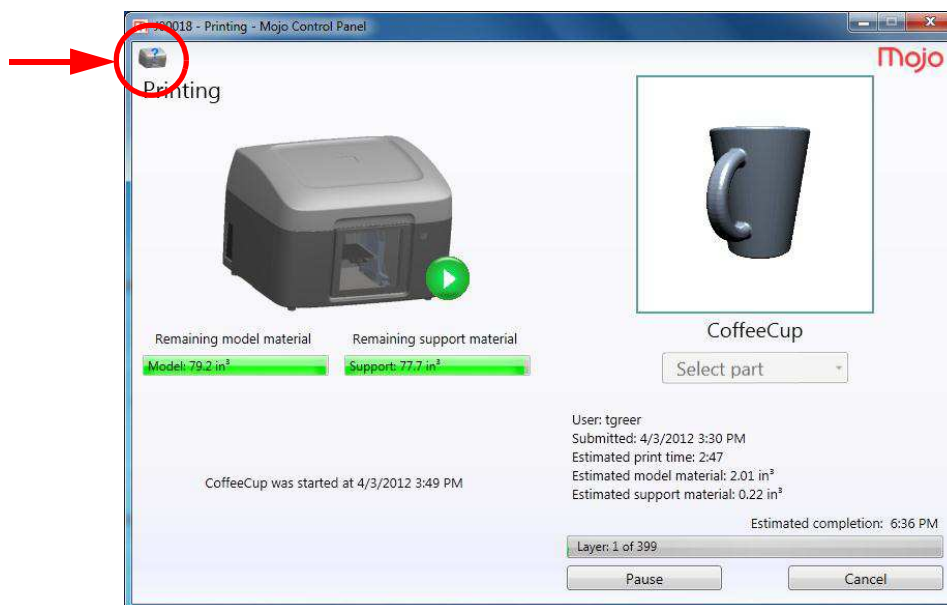 J00018 - Printing - Mojo Control Panel
mojo
Printing
Remaining model material
Remaining support material
Model: 79.2 in³
Support: 77.7 in³
CoffeeCup was started at 4/3/2012 3:49 PM
CoffeeCup
Select part
User: tgreer
Submitted: 4/3/2012 3:30 PM
Estimated print time: 2:47
Estimated model material: 2.01 in³
Estimated support material: 0.22 in³
Estimated completion: 6:36 PM
Layer: 1 of 399
Pause
Cancel